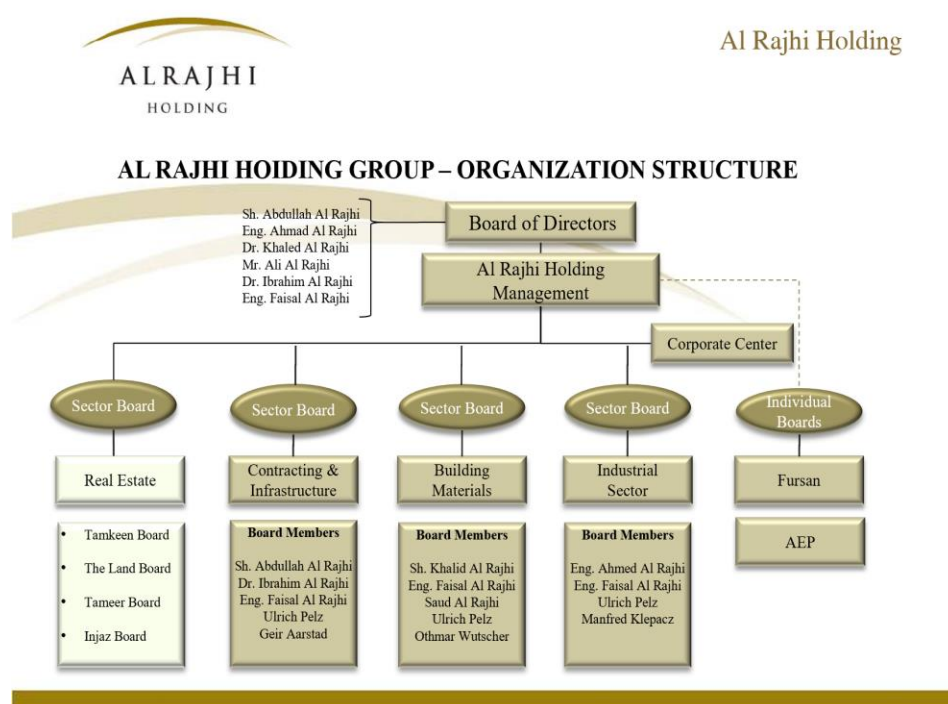 Al Rajhi Holding
ALRAJHI
HOLDING
AL RAJHI HOIDING GROUP – ORGANIZATION STRUCTURE
Sh. Abdullah Al Rajhi
Eng. Ahmad Al Rajhi
Dr. Khaled Al Rajhi
Mr. Ali Al Rajhi
Dr. Ibrahim Al Rajhi
Eng. Faisal Al Rajhi
Board of Directors
Al Rajhi Holding
Management
Corporate Center
Sector Board
Sector Board
Sector Board
Sector Board
Individual
Boards
Real Estate
Contracting &
Infrastructure
Building
Materials
Industrial
Sector
Fursan
• Tamkeen Board
• The Land Board
• Tameer Board
• Injaz Board
Board Members
Sh. Abdullah Al Rajhi
Dr. Ibrahim Al Rajhi
Eng. Faisal Al Rajhi
Ulrich Pelz
Geir Aarstad
Board Members
Sh. Khalid Al Rajhi
Eng. Faisal Al Rajhi
Saud Al Rajhi
Ulrich Pelz
Othmar Wutscher
Board Members
Eng. Ahmed Al Rajhi
Eng. Faisal Al Rajhi
Ulrich Pelz
Manfred Klepacz
AEP